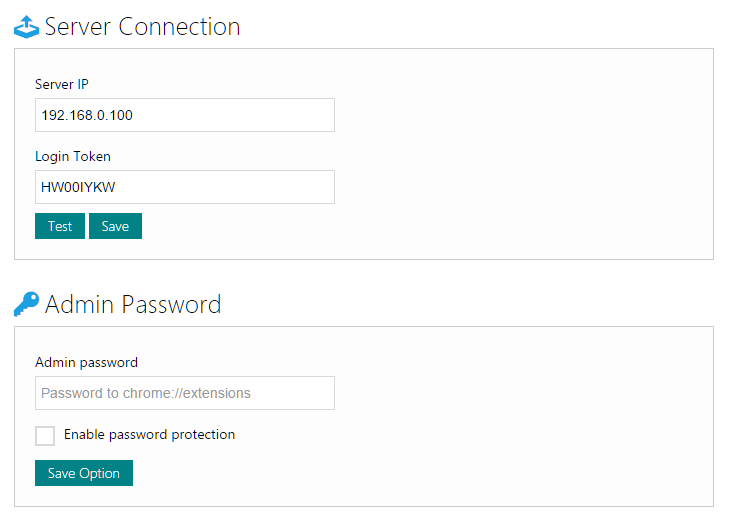 Server Connection
Server IP
192.168.0.100
Login Token
HW00IYKW
Test Save
Admin Password
Admin password
Password to chrome://extensions
Enable password protection
Save Option